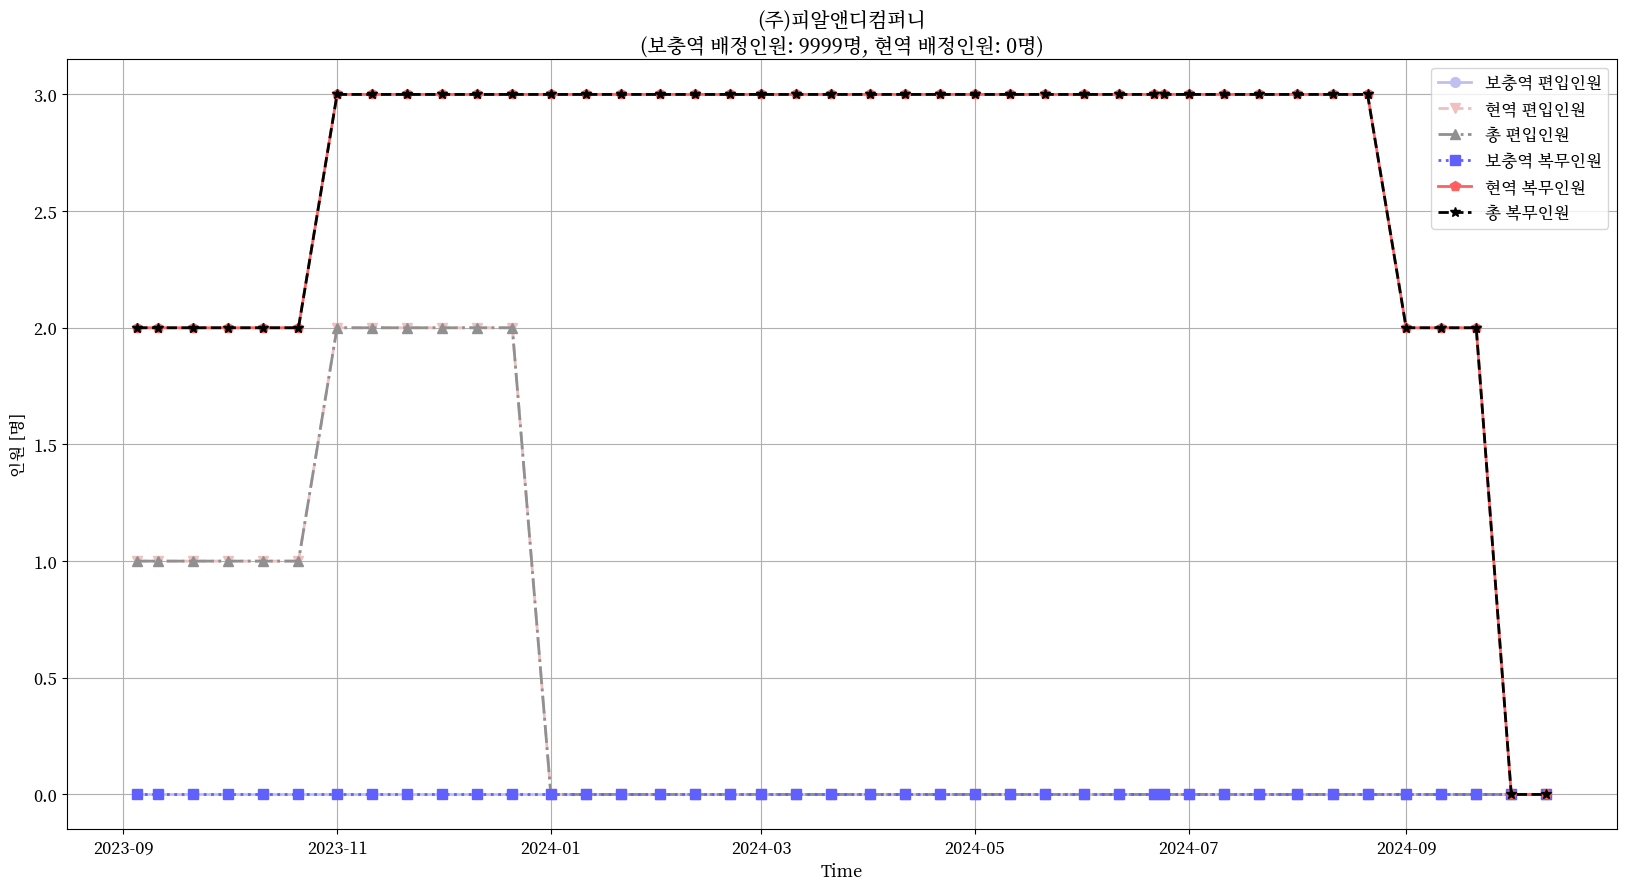 (주)피알앤디컴퍼니
(보충역 배정인원: 9999명, 현역 배정인원: 0명)
보충역 편입인원
현역 편입인원
총 편입인원
보충역 복무인원
현역 복무인원
총 복무인원
인원 [명]
3.0
2.5
2.0
1.5
1.0
0.5
0.0
2023-09
2023-11
2024-01
2024-03
2024-05
2024-07
2024-09
Time